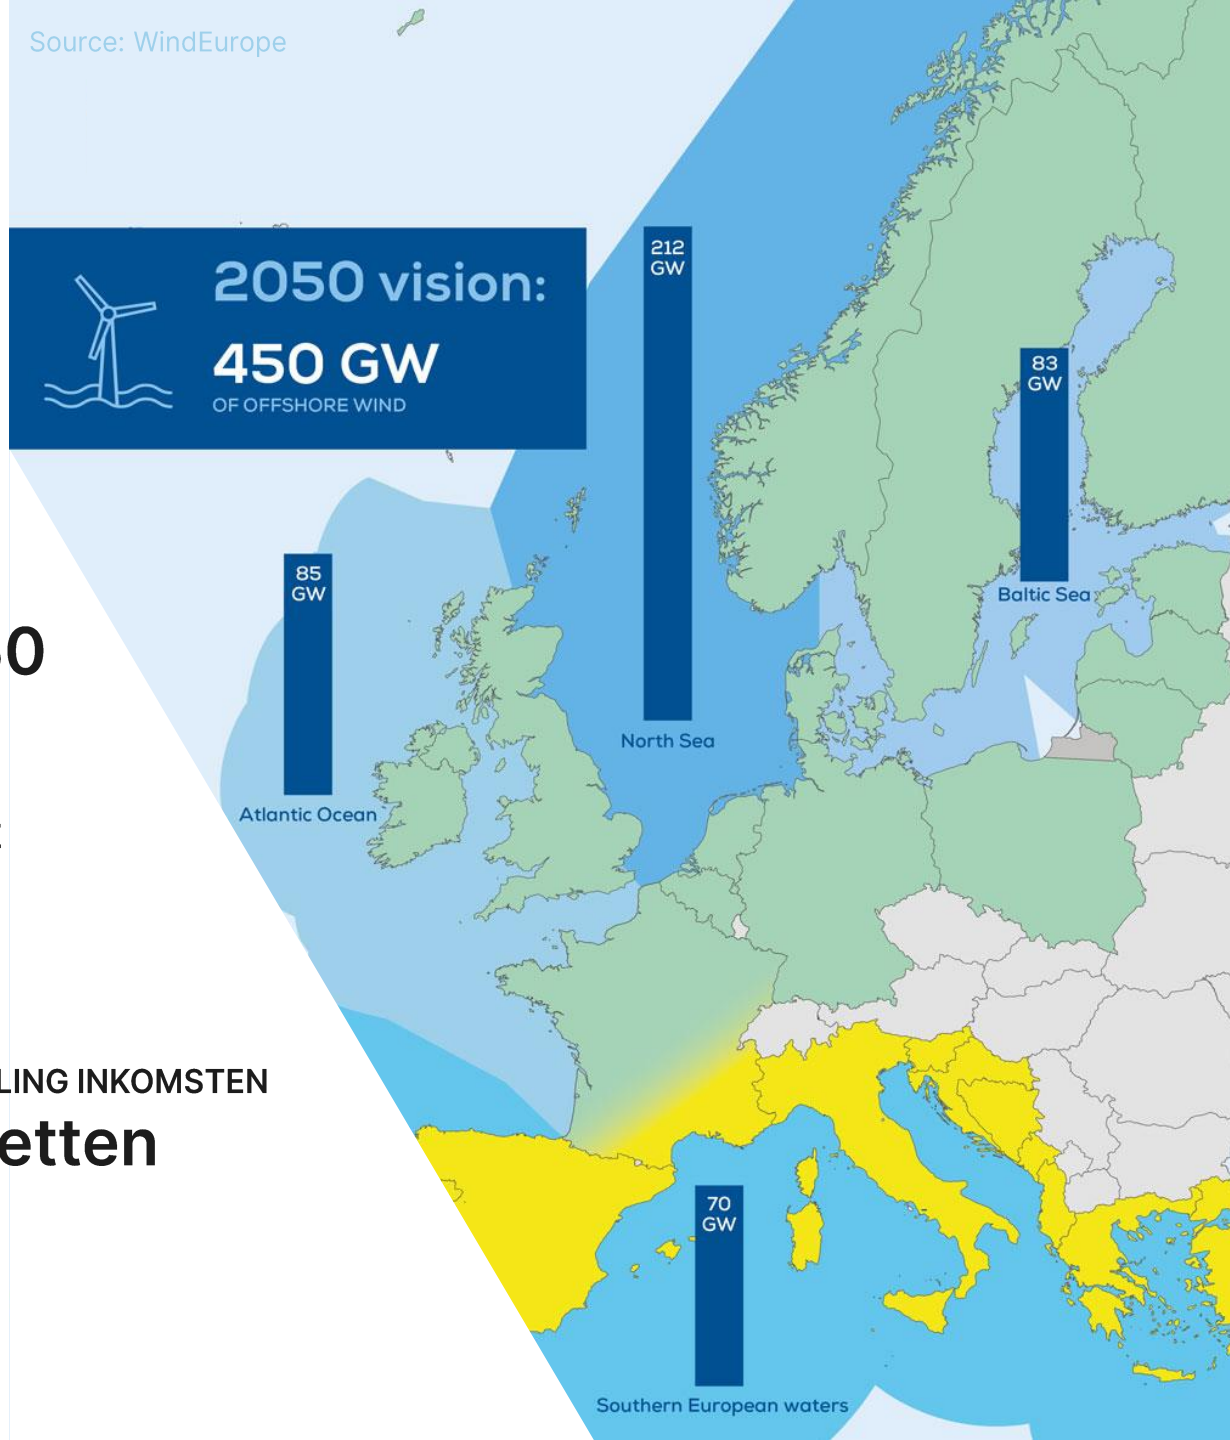 Source: WindEurope
2050 vision:
450 GW
OF OFFSHORE WIND
212
GW
83
GW
Baltic Sea
85
GW
0
North Sea
Atlantic Ocean
LING INKOMSTEN
etten
70
GW
Southern European waters